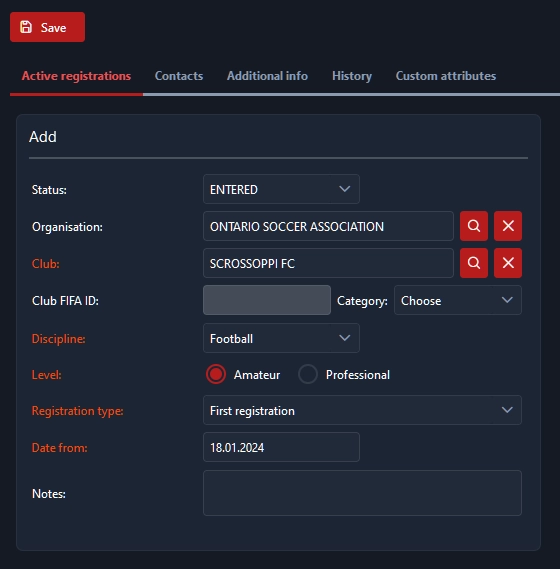 Save
Active registrations Contacts Additional info History Custom attributes
Add
Status: ENTERED
Organisation: ONTARIO SOCCER ASSOCIATION
Club: SCROSSOPPI FC
Club FIFA ID: Category: Choose
Discipline: Football
Level: Amateur Professional
Registration type: First registration
Date from: 18.01.2024
Notes: